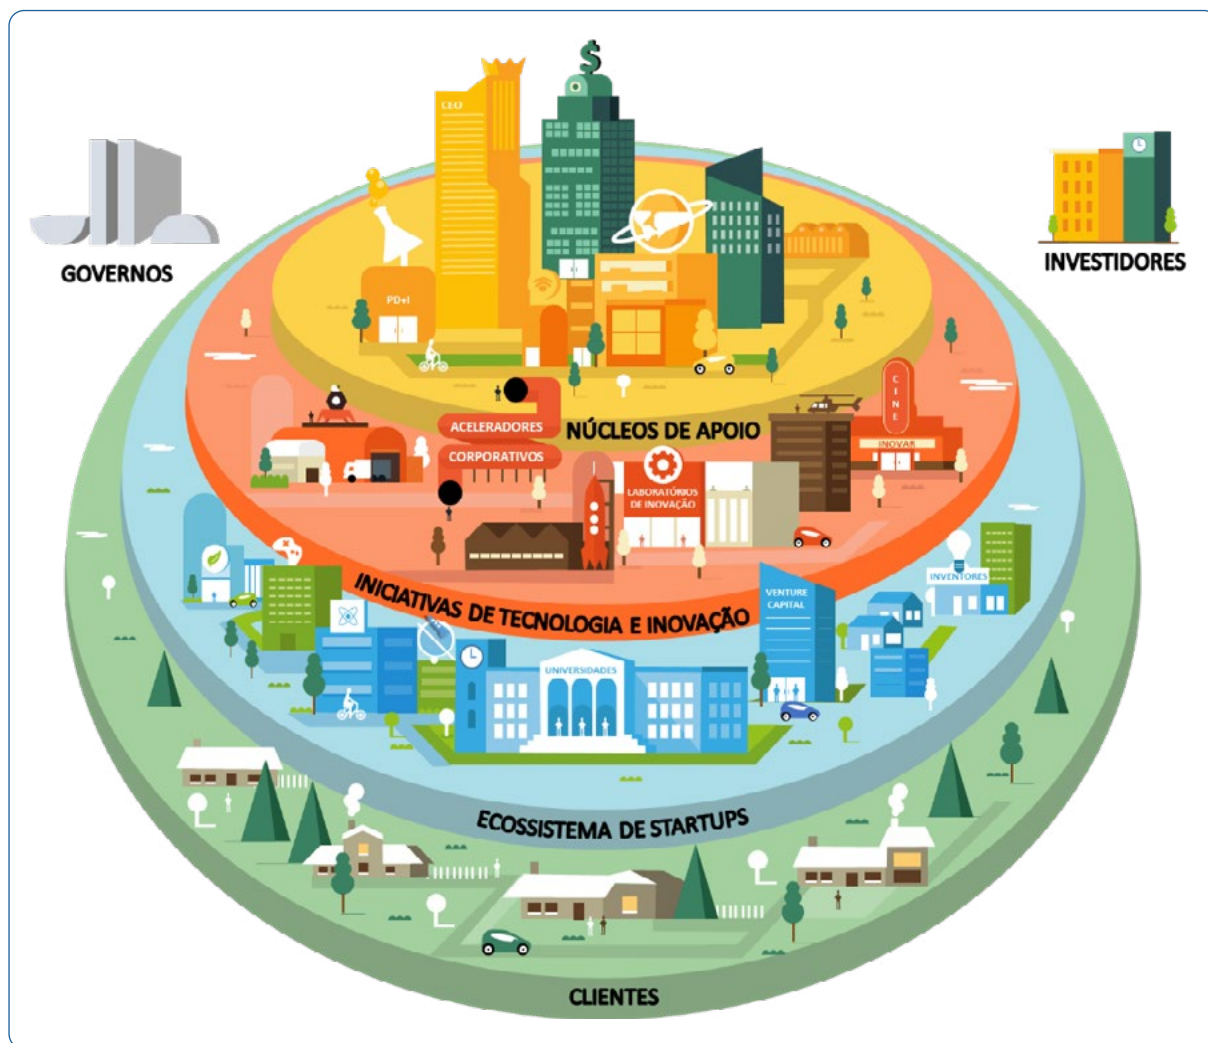 $
CEO
GOVERNOS
INVESTIDORES
PD+I
ACELERADORES
CORPORATIVOS
NÚCLEOS DE APOIO
CINE
INOVAR
LABORATÓRIOS
DE INOVAÇÃO
INICIATIVAS DE TECNOLOGIA E INOVAÇÃO
VENTURE
CAPITAL
INVENTORES
UNIVERSIDADES
ECOSSISTEMA DE STARTUPS
CLIENTES